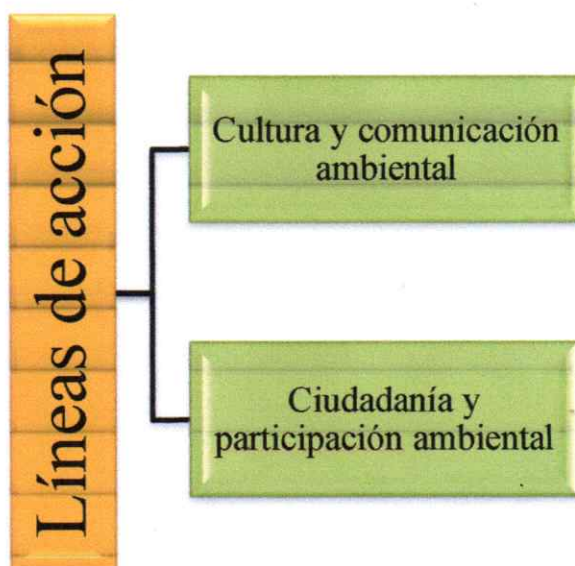 Líneas de acción
Cultura y comunicación
ambiental
Ciudadanía y
participación ambiental